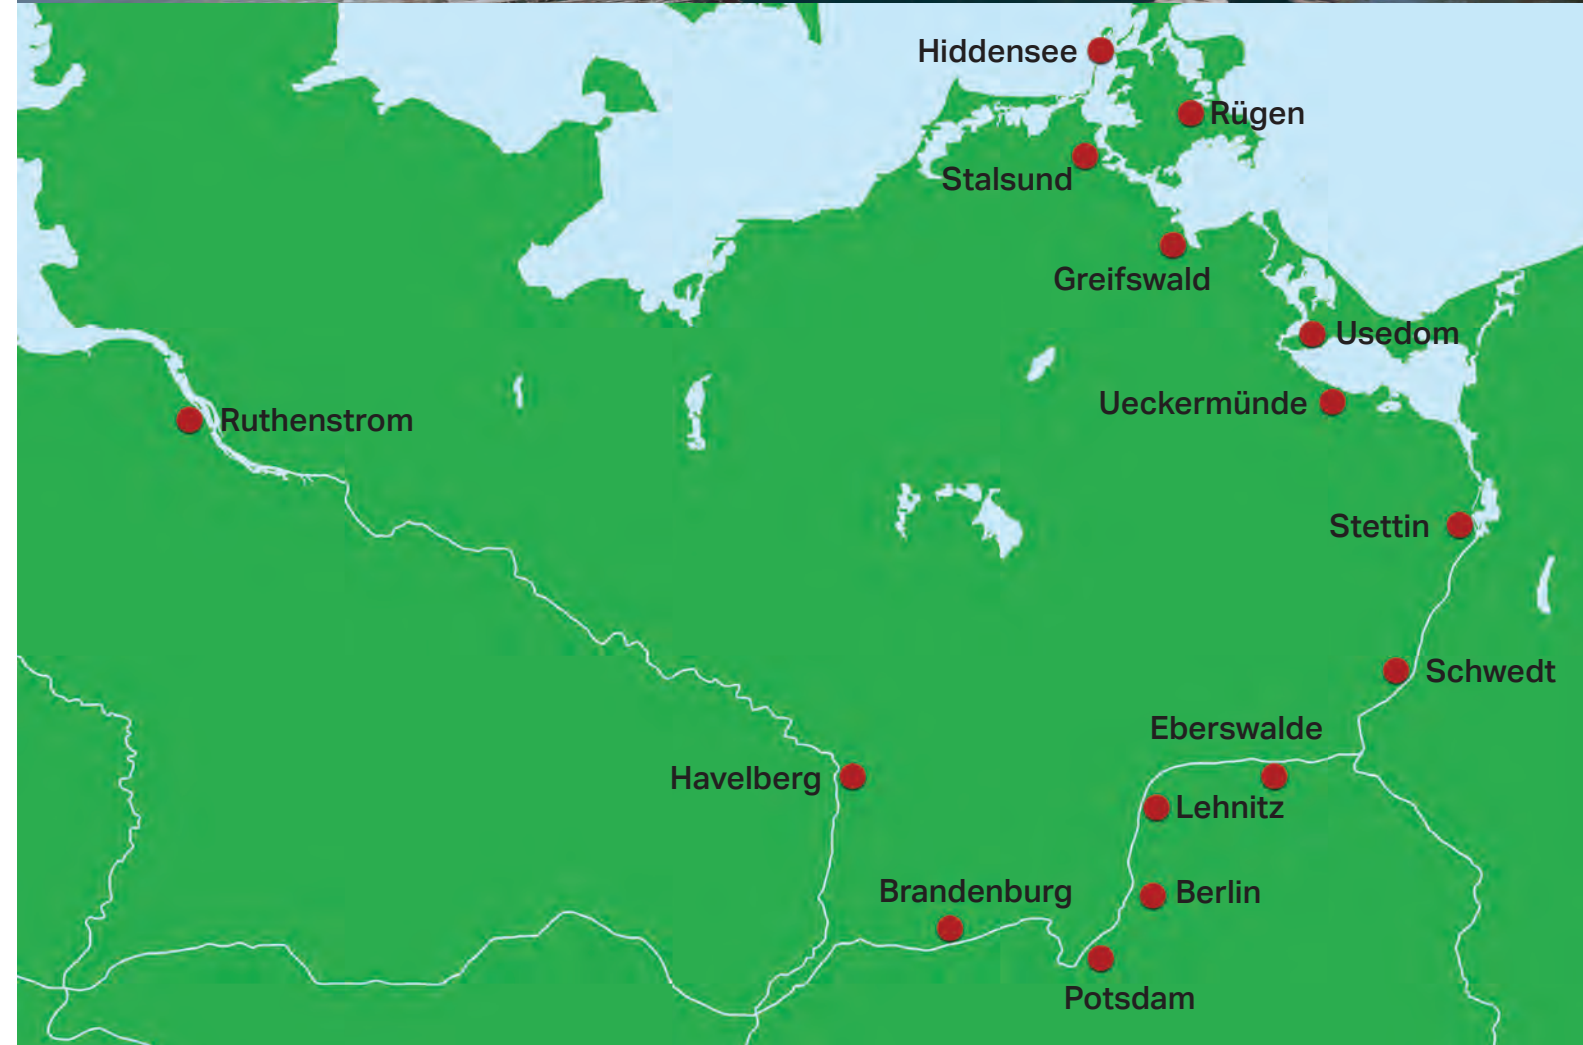 Hiddensee
Rügen
Stalsund
Greifswald
Usedom
Ueckermünde
Ruthenstrom
Stettin
Schwedt
Eberswalde
Havelberg
Lehnitz
Brandenburg
Berlin
Potsdam